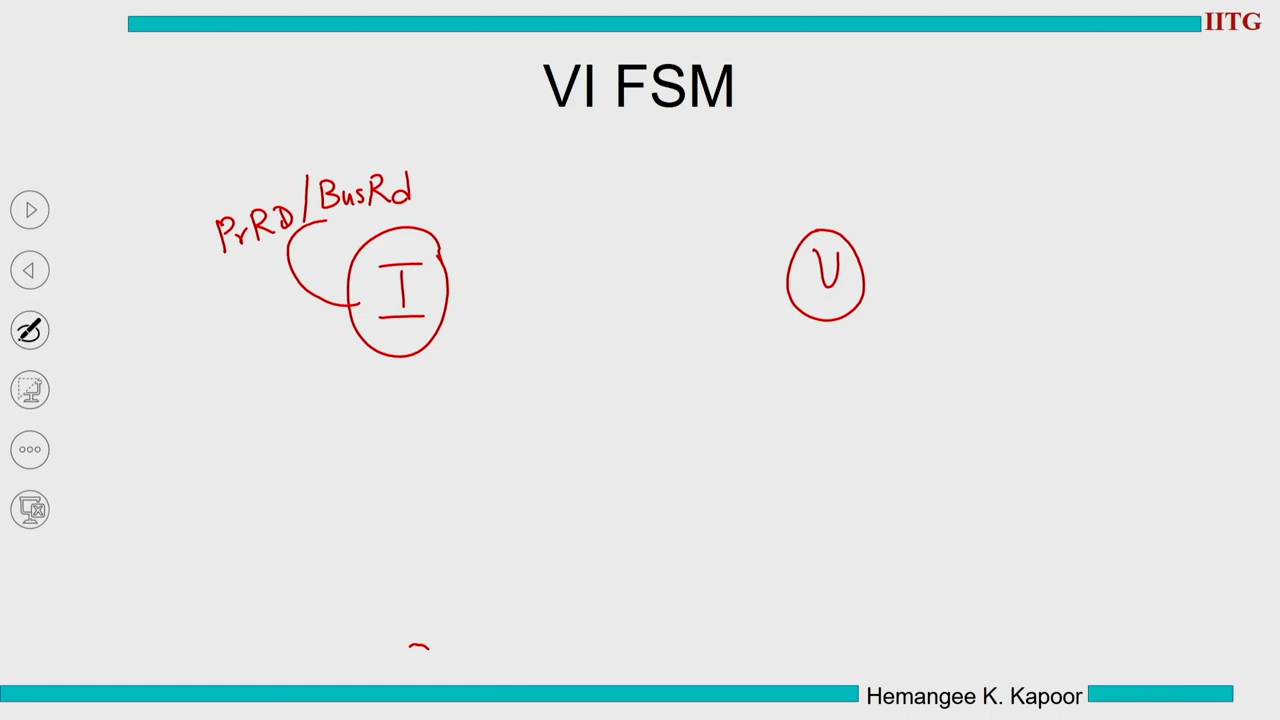 IITG
VI FSM
PrRD/BusRd
I
V
Hemangee K. Kapoor